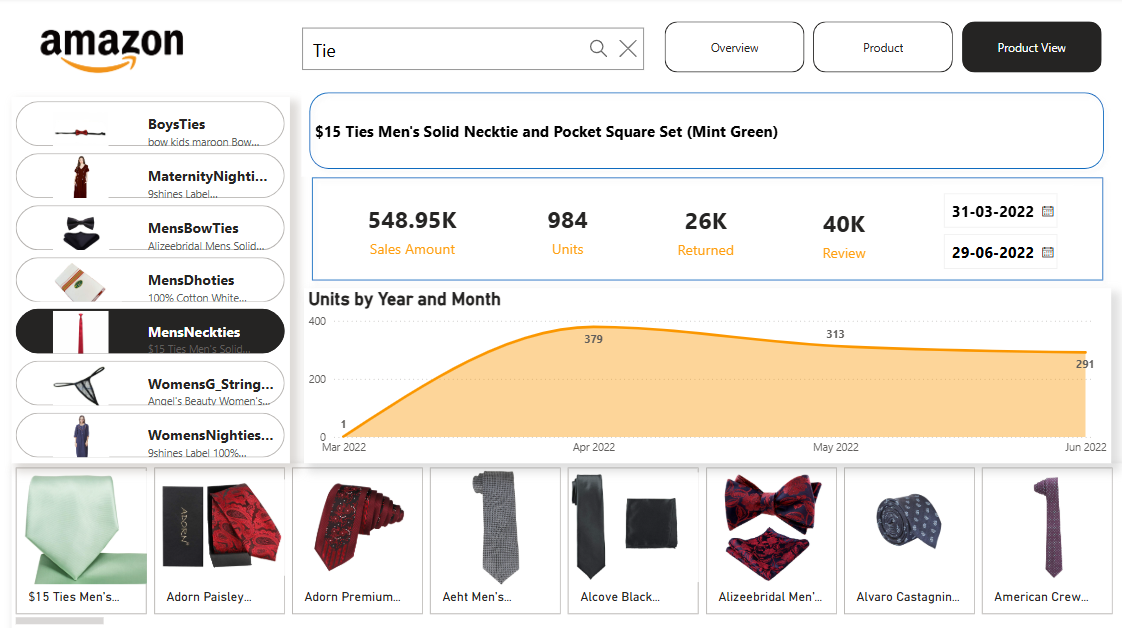 amazon
Tie
Overview
Product
Product View
BoysTies
bow kids maroon Bow...
MaternityNighti...
9shines Label...
MensBowTies
Alizeebridal Mens Solid...
MensDhoties
100% Cotton White...
MensNeckties
$15 Ties Men's Solid...
WomensG_String...
Angel's Beauty Women's...
WomensNighties...
9shines Label 100%...
$15 Ties Men's Solid Necktie and Pocket Square Set (Mint Green)
548.95K
Sales Amount
984
Units
26K
Returned
40K
Review
31-03-2022
29-06-2022
Units by Year and Month
400
200
0
1
379
313
291
Mar 2022
Apr 2022
May 2022
Jun 2022
ADORN
$15 Ties Men's...
Adorn Paisley...
Adorn Premium...
Aeht Men's...
Alcove Black...
Alizeebridal Men'...
Alvaro Castagnin...
American Crew...